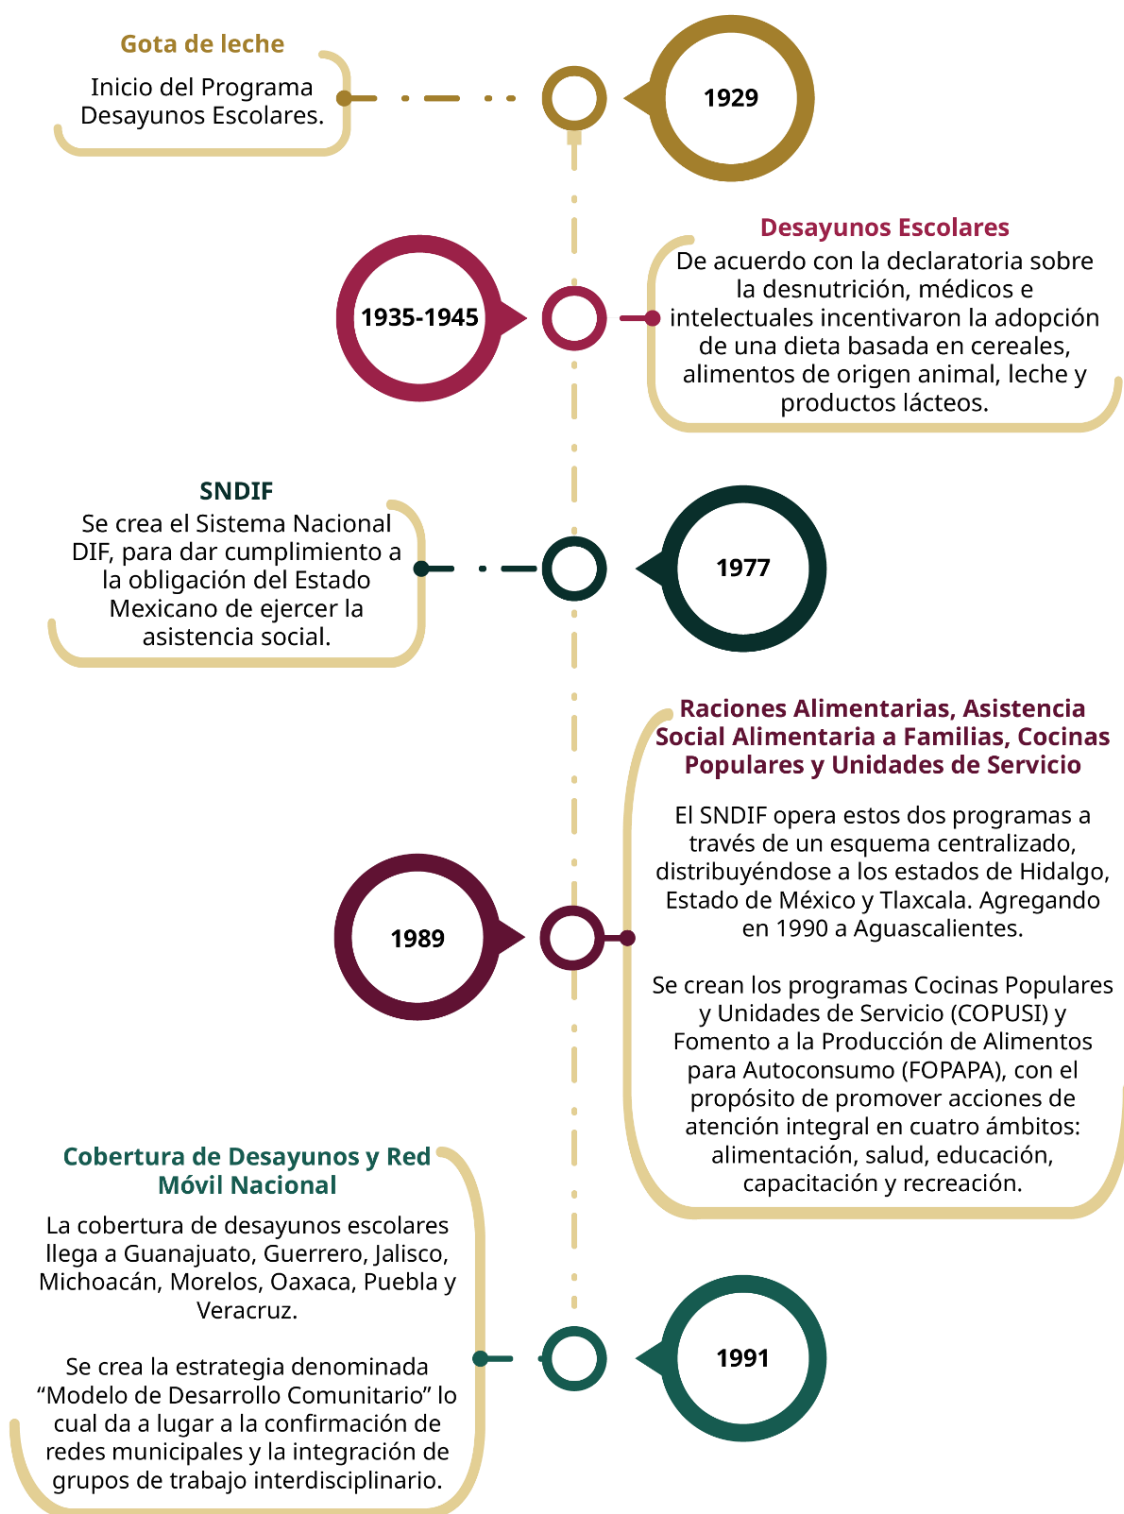 Gota de leche
Inicio del Programa
Desayunos Escolares.
1929
Desayunos Escolares
De acuerdo con la declaratoria sobre
la desnutrición, médicos e
intelectuales incentivaron la adopción
de una dieta basada en cereales,
alimentos de origen animal, leche y
productos lácteos.
1935-1945
SNDIF
Se crea el Sistema Nacional
DIF, para dar cumplimiento a
la obligación del Estado
Mexicano de ejercer la
asistencia social.
1977
Raciones Alimentarias, Asistencia
Social Alimentaria a Familias, Cocinas
Populares y Unidades de Servicio
El SNDIF opera estos dos programas a
través de un esquema centralizado,
distribuyéndose a los estados de Hidalgo,
Estado de México y Tlaxcala. Agregando
en 1990 a Aguascalientes.
Se crean los programas Cocinas Populares
y Unidades de Servicio (COPUSI) y
Fomento a la Producción de Alimentos
para Autoconsumo (FOPAPA), con el
propósito de promover acciones de
atención integral en cuatro ámbitos:
alimentación, salud, educación,
capacitación y recreación.
1989
Cobertura de Desayunos y Red
Móvil Nacional
La cobertura de desayunos escolares
llega a Guanajuato, Guerrero, Jalisco,
Michoacán, Morelos, Oaxaca, Puebla y
Veracruz.
Se crea la estrategia denominada
“Modelo de Desarrollo Comunitario” lo
cual da a lugar a la confirmación de
redes municipales y la integración de
grupos de trabajo interdisciplinario.
1991